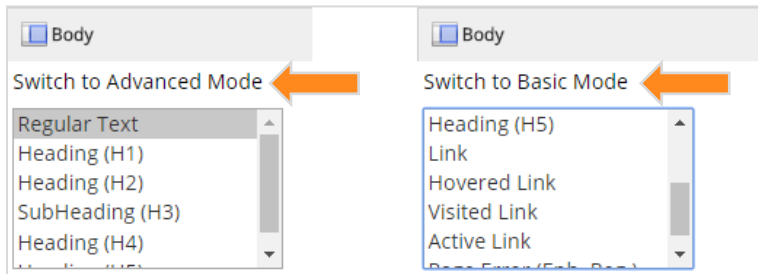 Body
Switch to Advanced Mode
Regular Text
Heading (H1)
Heading (H2)
SubHeading (H3)
Heading (H4)
Body
Switch to Basic Mode
Heading (H5)
Link
Hovered Link
Visited Link
Active Link